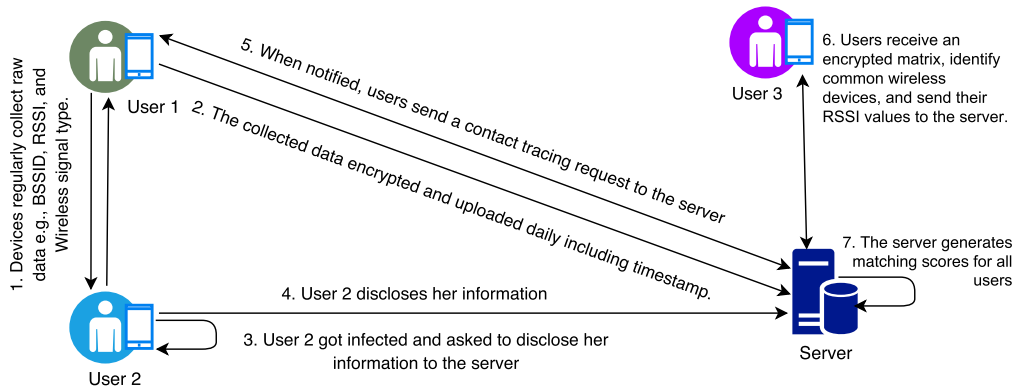 1. Devices regularly collect raw
data e.g., BSSID, RSSI, and
Wireless signal type.
User 1
5. When notified, users send a contact tracing request to the server
2. The collected data encrypted and uploaded daily including timestamp.
User 3
6. Users receive an
encrypted matrix, identify
common wireless
devices, and send their
RSSI values to the server.
7. The server generates
matching scores for all
users
4. User 2 discloses her information
3. User 2 got infected and asked to disclose her
information to the server
User 2
Server